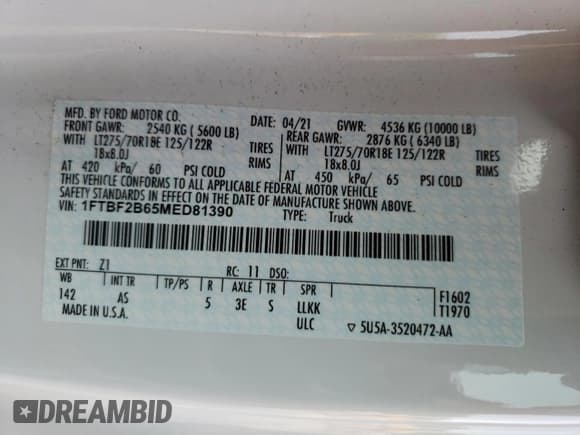 MFD. BY FORD MOTOR CO.
DATE: 04/21 GVWR: 4536 KG (10000 LB)
FRONT GAWR: 2540 KG (5600 LB) REAR GAWR: 2876 KG (6340 LB)
WITH LT275/70R18E 125/122R TIRES WITH LT275/70R18E 125/122R TIRES
18x8.0J RIMS 18x8.0J RIMS
AT 420 kPa/ 60 PSI COLD AT 450 kPa/ 65 PSI COLD
THIS VEHICLE CONFORMS TO ALL APPLICABLE FEDERAL MOTOR VEHICLE
SAFETY STANDARDS IN EFFECT ON THE DATE OF MANUFACTURE SHOWN ABOVE.
VIN: 1FTBF2B65MED81390 TYPE: Truck
EXT PNT: Z1 RC: 11 DSO:
WB INT TR TP/PS R AXLE TR SPR F1602
142 AS 5 3E S LLKK T1970
MADE IN U.S.A. ULC ▽ 5U5A-3520472-AA
DREAMBID